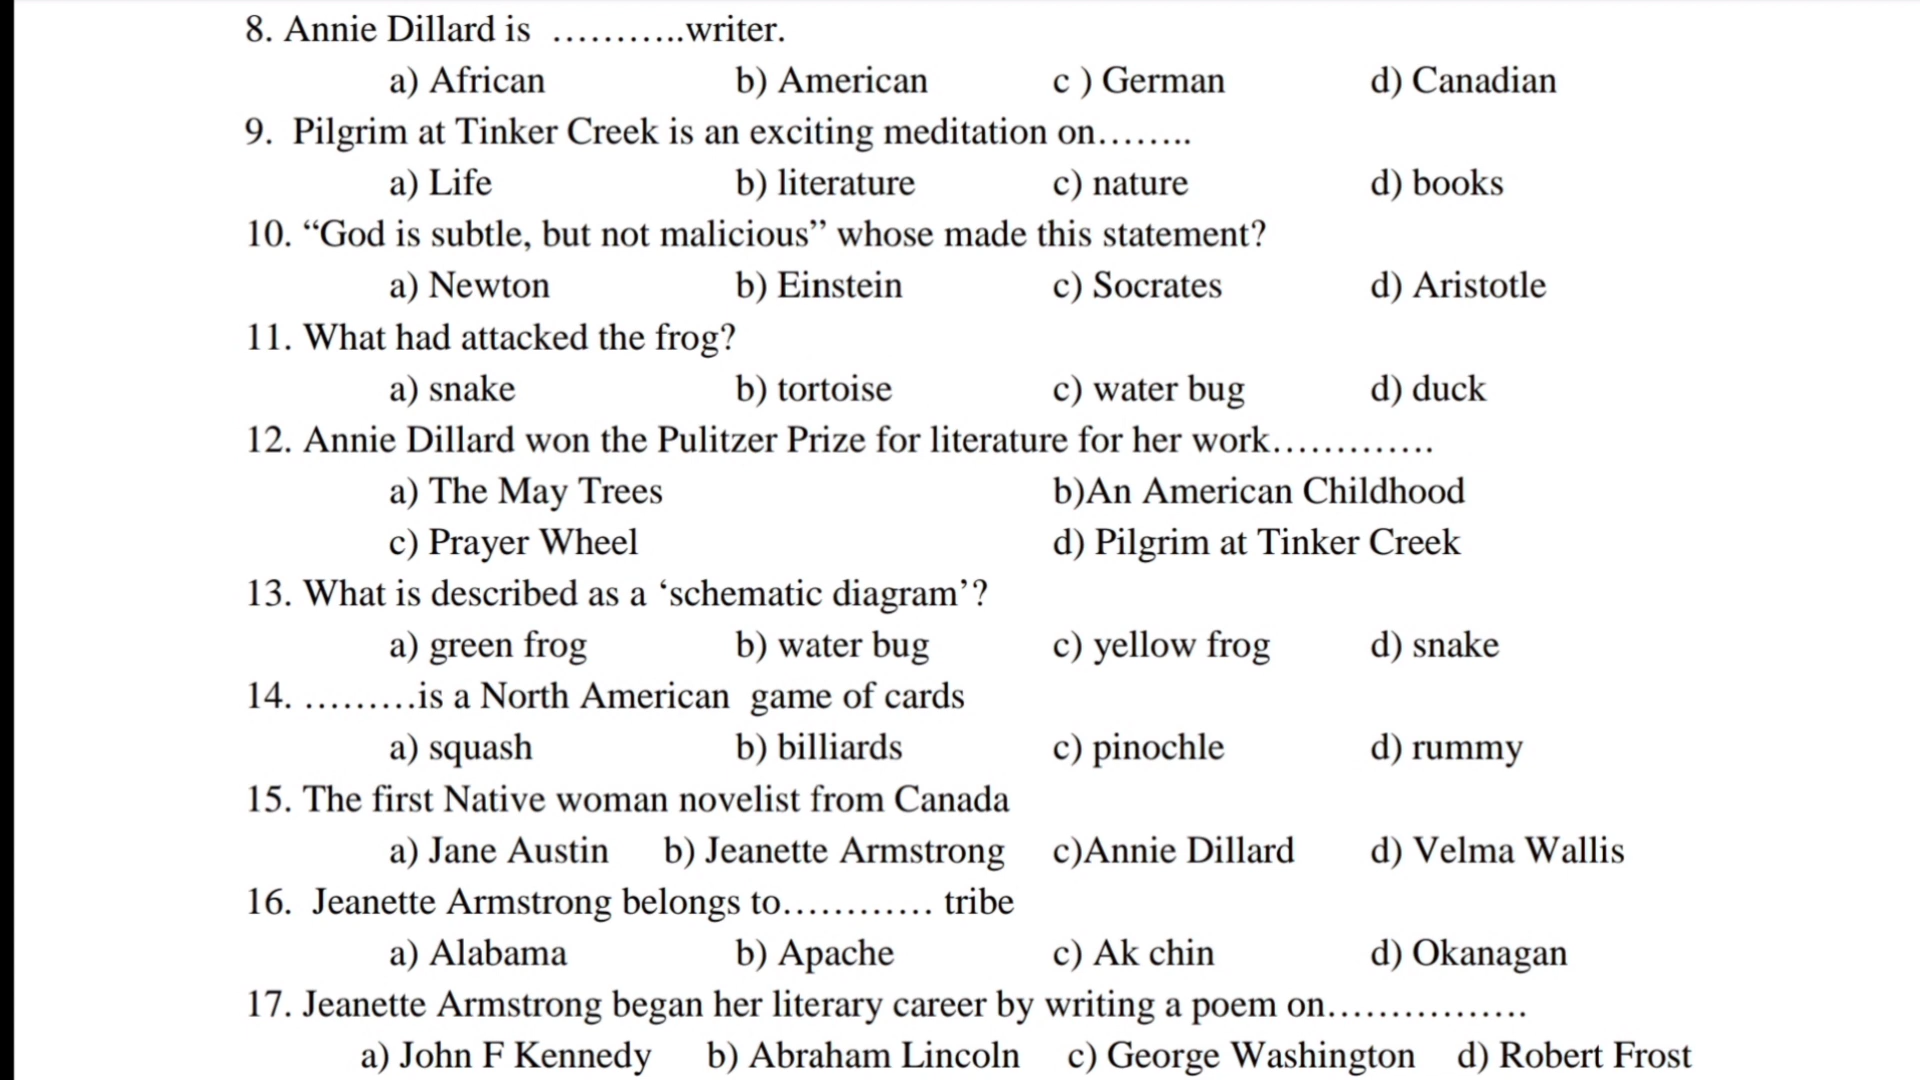 8. Annie Dillard is ………..writer.
a) African b) American c ) German d) Canadian
9. Pilgrim at Tinker Creek is an exciting meditation on……..
a) Life b) literature c) nature d) books
10. “God is subtle, but not malicious” whose made this statement?
a) Newton b) Einstein c) Socrates d) Aristotle
11. What had attacked the frog?
a) snake b) tortoise c) water bug d) duck
12. Annie Dillard won the Pulitzer Prize for literature for her work………….
a) The May Trees b)An American Childhood
c) Prayer Wheel d) Pilgrim at Tinker Creek
13. What is described as a ‘schematic diagram’?
a) green frog b) water bug c) yellow frog d) snake
14. ………is a North American game of cards
a) squash b) billiards c) pinochle d) rummy
15. The first Native woman novelist from Canada
a) Jane Austin b) Jeanette Armstrong c)Annie Dillard d) Velma Wallis
16. Jeanette Armstrong belongs to………… tribe
a) Alabama b) Apache c) Ak chin d) Okanagan
17. Jeanette Armstrong began her literary career by writing a poem on……………
a) John F Kennedy b) Abraham Lincoln c) George Washington d) Robert Frost